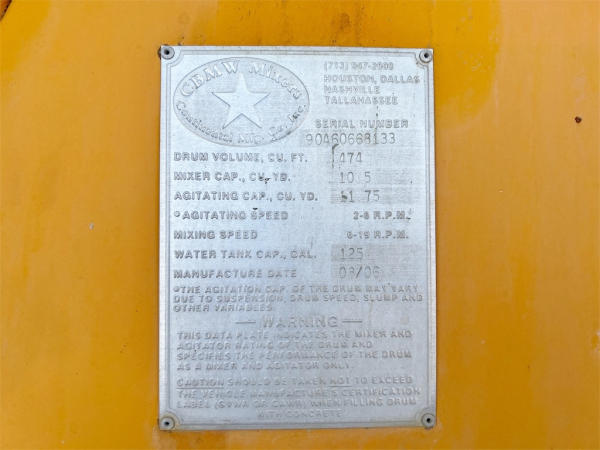 CBMW Mixers
Continental Mfg. Co., Inc.
(713) 947-2900
HOUSTON, DALLAS
NASHVILLE
TALLAHASSEE
SERIAL NUMBER
90460668133
DRUM VOLUME, CU. FT. 474
MIXER CAP., CU. YD. 10 5
AGITATING CAP., CU. YD. 11 75
*AGITATING SPEED 2-6 R.P.M.
MIXING SPEED 6-19 R.P.M.
WATER TANK CAP., GAL. 125
MANUFACTURE DATE 09/06
*THE AGITATION CAP. OF THE DRUM MAY VARY
DUE TO SUSPENSION, DRUM SPEED, SLUMP AND
OTHER VARIABLES.
— WARNING —
THIS DATA PLATE INDICATES THE MIXER AND
AGITATOR RATING OF THE DRUM AND
SPECIFIES THE PERFORMANCE OF THE DRUM
AS A MIXER AND AGITATOR ONLY.
CAUTION SHOULD BE TAKEN NOT TO EXCEED
THE VEHICLE MANUFACTURE'S CERTIFICATION
LABEL (GVWR OR GAWR) WHEN FILLING DRUM
WITH CONCRETE